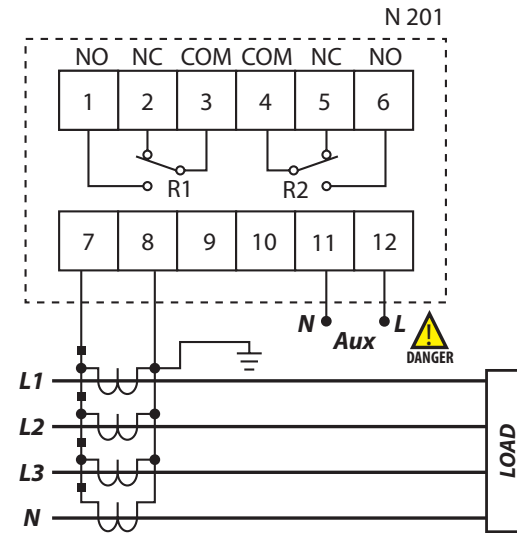 N 201
NO NC COM COM NC NO
1 2 3 4 5 6
R1 R2
7 8 9 10 11 12
N Aux L
DANGER
L1
L2
L3
N
LOAD